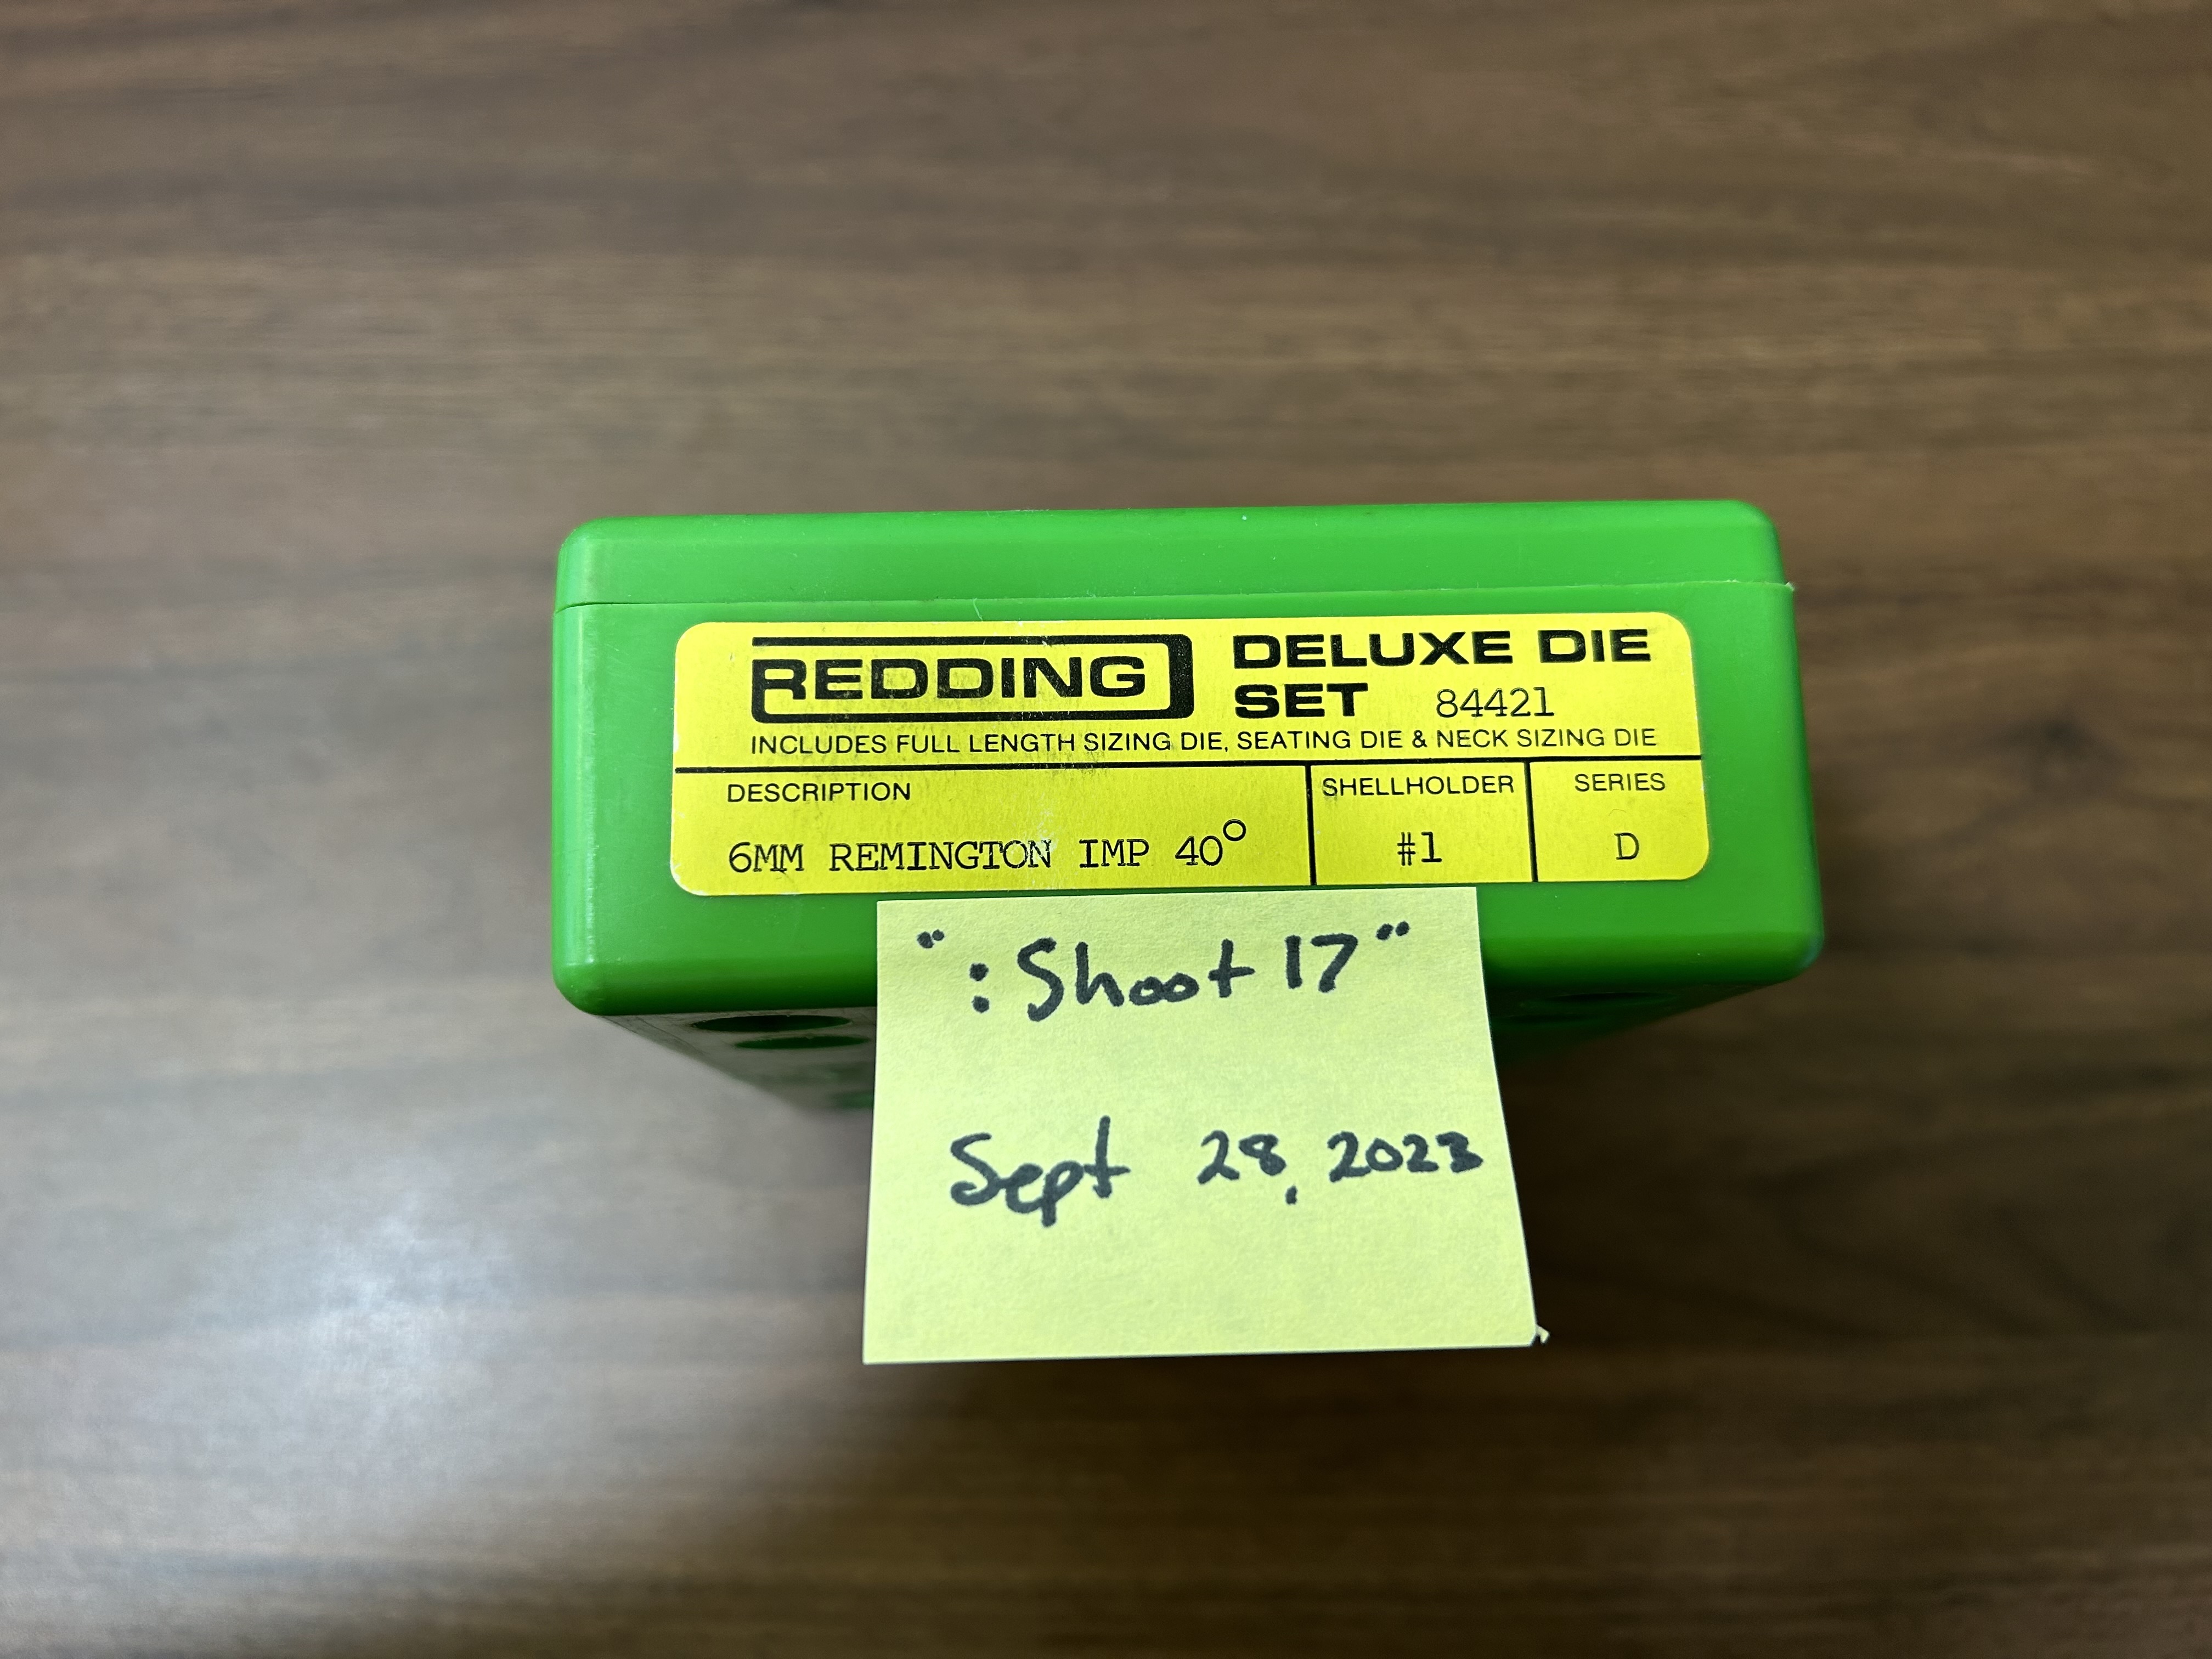 REDDING
DELUXE DIE
SET 84421
INCLUDES FULL LENGTH SIZING DIE, SEATING DIE & NECK SIZING DIE
DESCRIPTION
6MM REMINGTON IMP 40°
SHELLHOLDER
#1
SERIES
D
":Shoot 17"
Sept 28, 2023